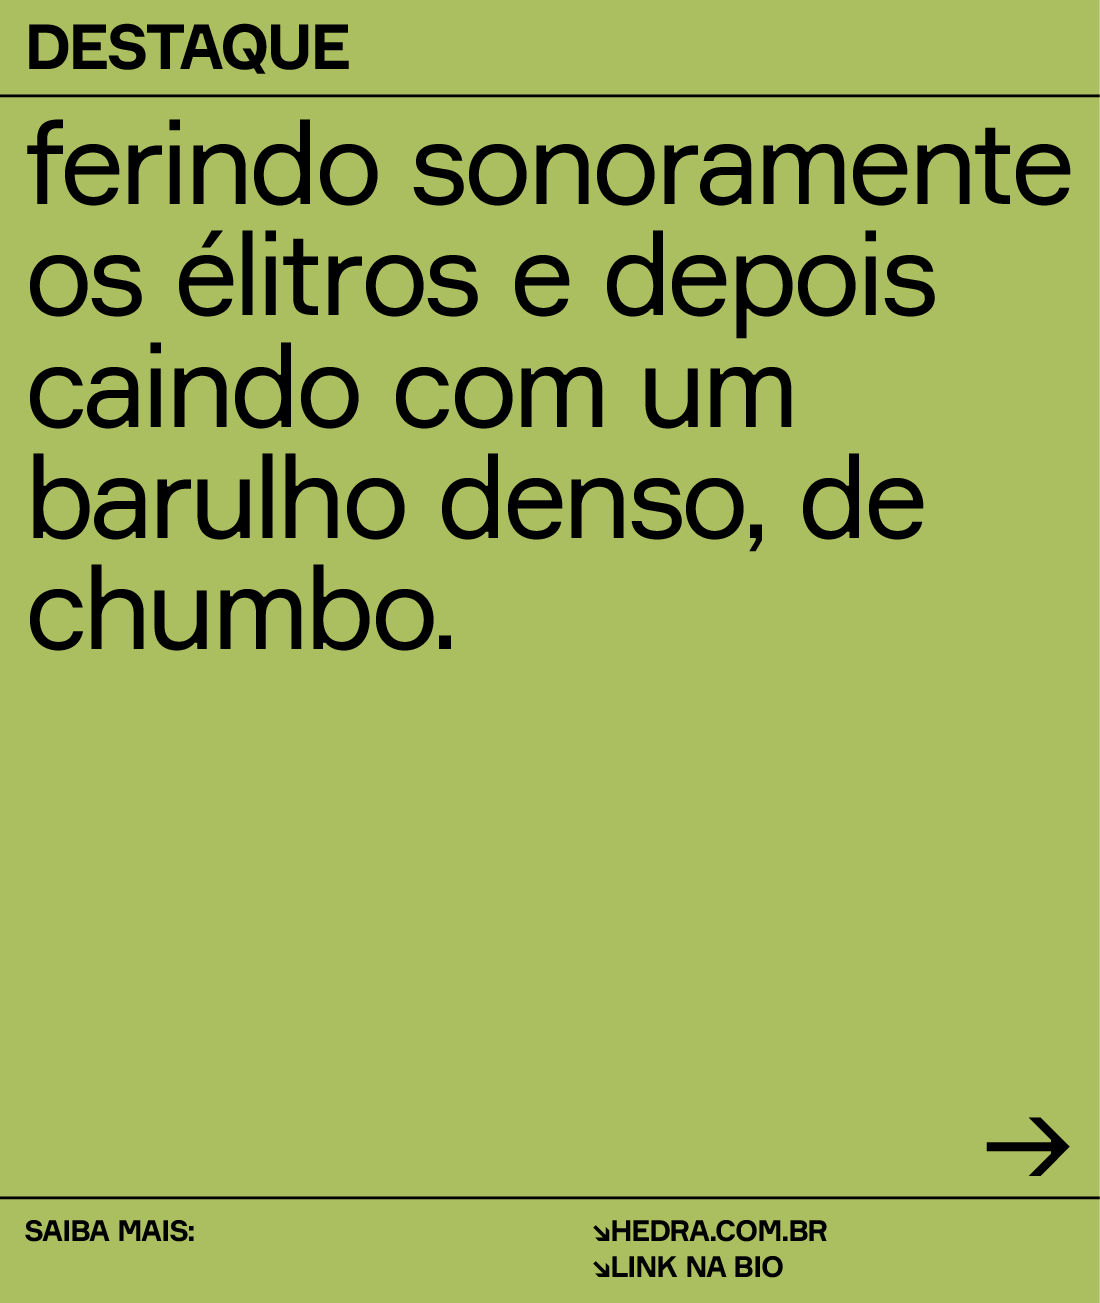 DESTAQUE
ferindo sonoramente
os élitros e depois
caindo com um
barulho denso, de
chumbo.
→
SAIBA MAIS:
↘HEDRA.COM.BR
↘LINK NA BIO